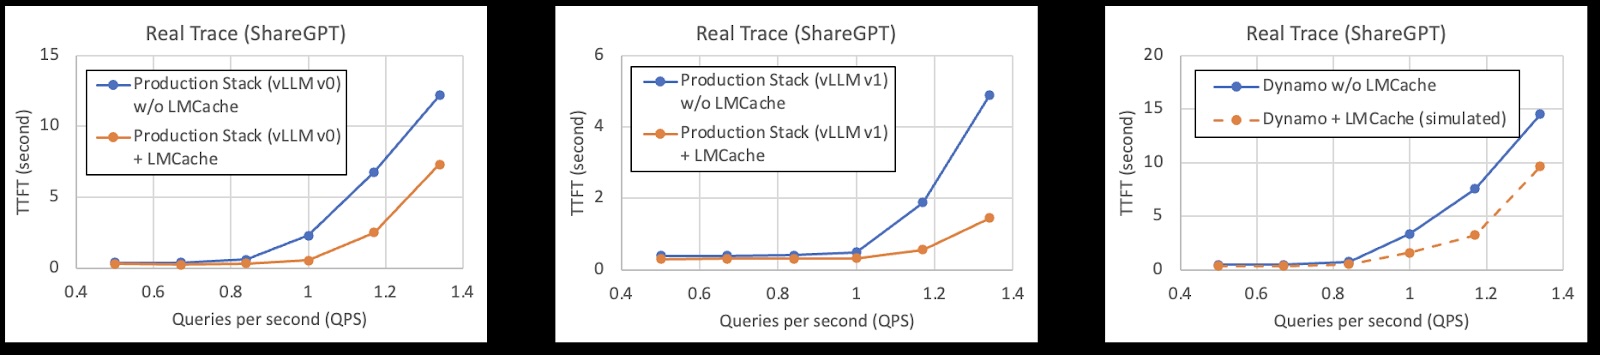 Real Trace (ShareGPT)
15
10
5
0
TTFT (second)
Production Stack (vLLM v0)
w/o LMCache
Production Stack (vLLM v0)
+ LMCache
0.4 0.6 0.8 1 1.2 1.4
Queries per second (QPS)
Real Trace (ShareGPT)
6
4
2
0
TTFT (second)
Production Stack (vLLM v1)
w/o LMCache
Production Stack (vLLM v1)
+ LMCache
0.4 0.6 0.8 1 1.2 1.4
Queries per second (QPS)
Real Trace (ShareGPT)
20
15
10
5
0
TTFT (second)
Dynamo w/o LMCache
Dynamo + LMCache (simulated)
0.4 0.6 0.8 1 1.2 1.4
Queries per second (QPS)